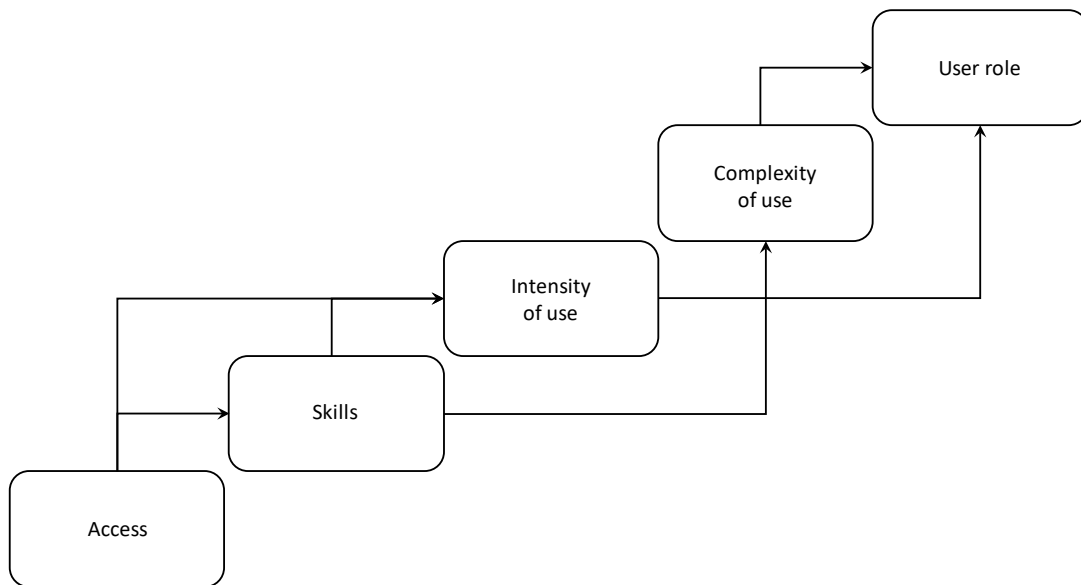 User role
Complexity
of use
Intensity
of use
Skills
Access